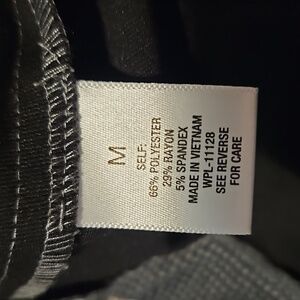 M
SELF:
66% POLYESTER
29% RAYON
5% SPANDEX
MADE IN VIETNAM
WPL-11128
SEE REVERSE
FOR CARE